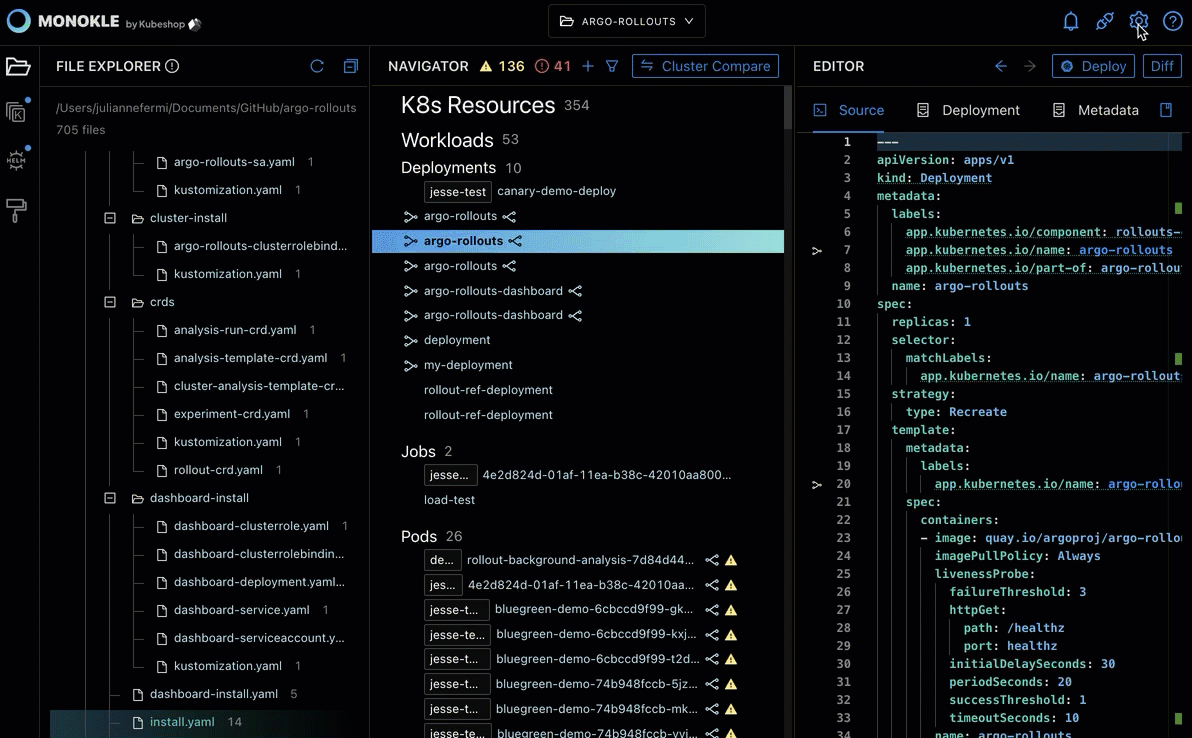 MONOKLE by Kubeshop
ARGO-ROLLOUTS
FILE EXPLORER
/Users/juliannefermi/Documents/GitHub/argo-rollouts
705 files
argo-rollouts-sa.yaml 1
kustomization.yaml 1
cluster-install
argo-rollouts-clusterrolebind...
kustomization.yaml 1
crds
analysis-run-crd.yaml 1
analysis-template-crd.yaml 1
cluster-analysis-template-cr...
experiment-crd.yaml 1
kustomization.yaml 1
rollout-crd.yaml 1
dashboard-install
dashboard-clusterrole.yaml 1
dashboard-clusterrolebindin...
dashboard-deployment.yaml...
dashboard-service.yaml 1
dashboard-serviceaccount.y...
kustomization.yaml 1
dashboard-install.yaml 5
install.yaml 14
HELM
NAVIGATOR 136 41 + Cluster Compare
K8s Resources 354
Workloads 53
Deployments 10
jesse-test canary-demo-deploy
argo-rollouts
argo-rollouts
argo-rollouts
argo-rollouts-dashboard
argo-rollouts-dashboard
deployment
my-deployment
rollout-ref-deployment
rollout-ref-deployment
Jobs 2
jesse... 4e2d824d-01af-11ea-b38c-42010aa800...
load-test
Pods 26
de... rollout-background-analysis-7d84d44...
jes... 4e2d824d-01af-11ea-b38c-42010aa...
jesse-t... bluegreen-demo-6cbccd9f99-gk...
jesse-te... bluegreen-demo-6cbccd9f99-kxj...
jesse-t... bluegreen-demo-6cbccd9f99-t2d...
jesse-t... bluegreen-demo-74b948fccb-5jz...
jesse-t... bluegreen-demo-74b948fccb-mk...
jesse-te... bluegreen-demo-74b948fccb-vvj...
EDITOR Deploy Diff
Source Deployment Metadata
1 ---
2 apiVersion: apps/v1
3 kind: Deployment
4 metadata:
5 labels:
6 app.kubernetes.io/component: rollouts-
7 app.kubernetes.io/name: argo-rollouts
8 app.kubernetes.io/part-of: argo-rollou
9 name: argo-rollouts
10 spec:
11 replicas: 1
12 selector:
13 matchLabels:
14 app.kubernetes.io/name: argo-rollout
15 strategy:
16 type: Recreate
17 template:
18 metadata:
19 labels:
20 app.kubernetes.io/name: argo-rollo
21 spec:
22 containers:
23 - image: quay.io/argoproj/argo-rollo
24 imagePullPolicy: Always
25 livenessProbe:
26 failureThreshold: 3
27 httpGet:
28 path: /healthz
29 port: healthz
30 initialDelaySeconds: 30
31 periodSeconds: 20
32 successThreshold: 1
33 timeoutSeconds: 10
34 name: argo-rollouts